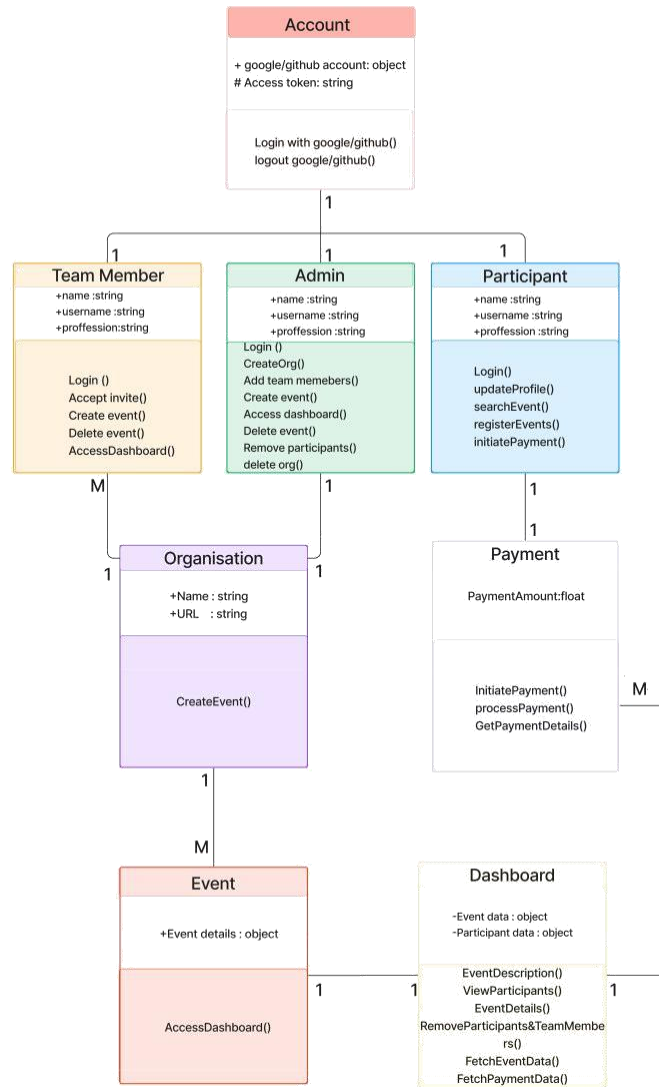 Account
+ google/github account: object
# Access token: string
Login with google/github()
logout google/github()
1
1
1
1
Team Member
+name :string
+username :string
+proffession:string
Login ()
Accept invite()
Create event()
Delete event()
AccessDashboard()
M
Admin
+name :string
+username :string
+proffession :string
Login ()
CreateOrg()
Add team memebers()
Create event()
Access dashboard()
Delete event()
Remove participants()
delete org()
1
Participant
+name :string
+username :string
+proffession :string
Login()
updateProfile()
searchEvent()
registerEvents()
initiatePayment()
1
1
1
Organisation
+Name : string
+URL : string
CreateEvent()
1
1
M
Payment
PaymentAmount:float
InitiatePayment()
processPayment()
GetPaymentDetails()
M
Event
+Event details : object
AccessDashboard()
1
1
Dashboard
-Event data : object
-Participant data : object
EventDescription()
ViewParticipants()
EventDetails()
RemoveParticipants&TeamMembe
rs()
FetchEventData()
FetchPaymentData()
1